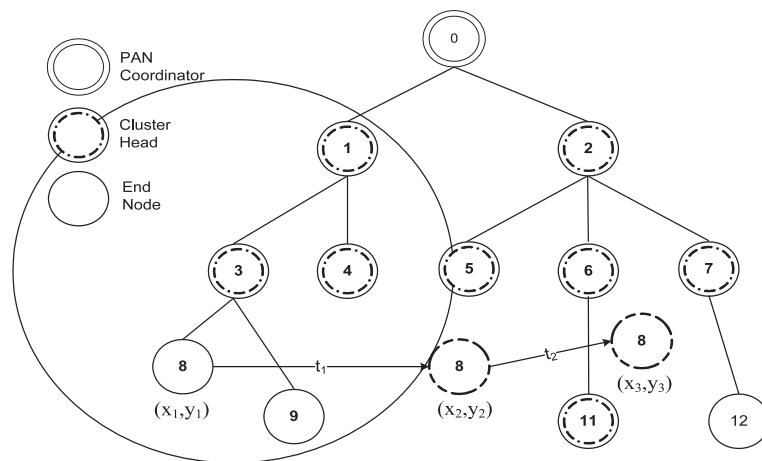 0
PAN
Coordinator
Cluster
Head
1
2
End
Node
3
4
5
6
7
8
t1
8
t2
8
(x1,y1)
(x2,y2)
(x3,y3)
9
11
12